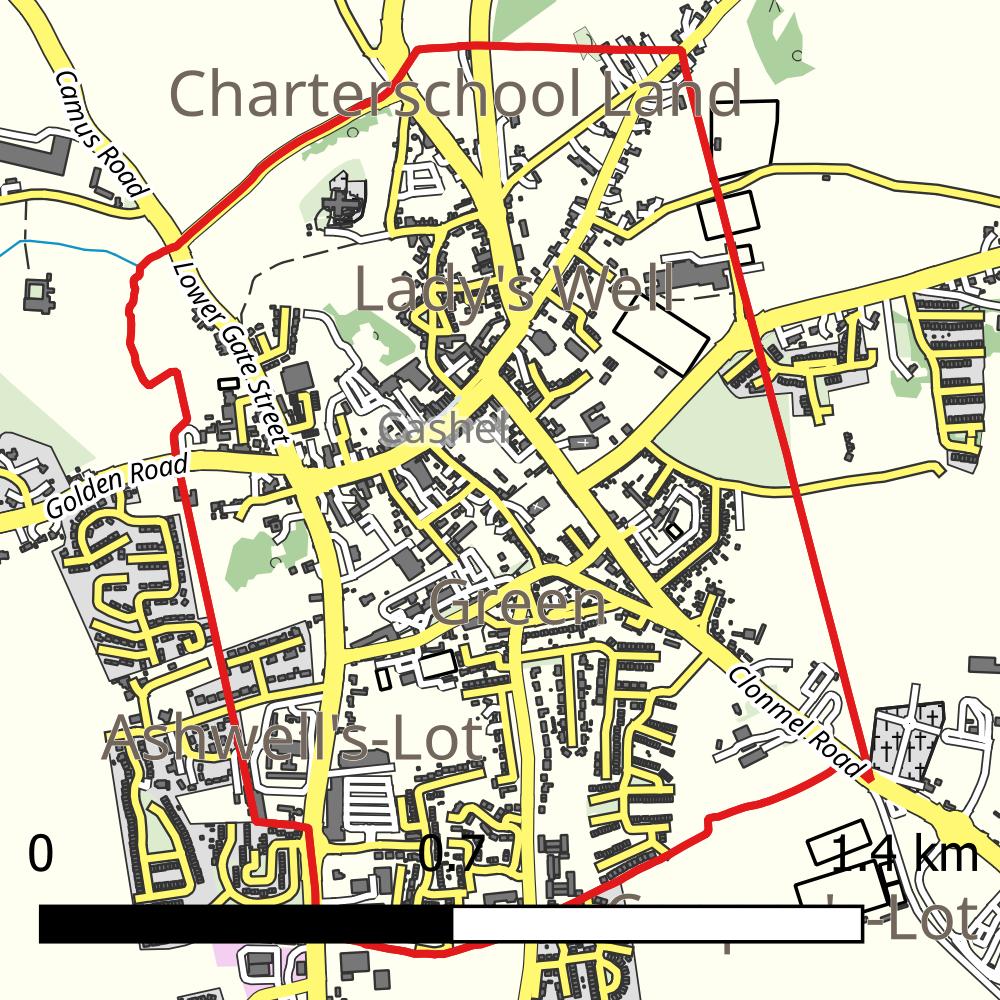 Camus Road
Charterschool Land
Lady's Well
Lower Gate Street
Cashel
Golden Road
Green
Clonmel Road
Ashwell's-Lot
0
0.7
1.4 km
's-Lot